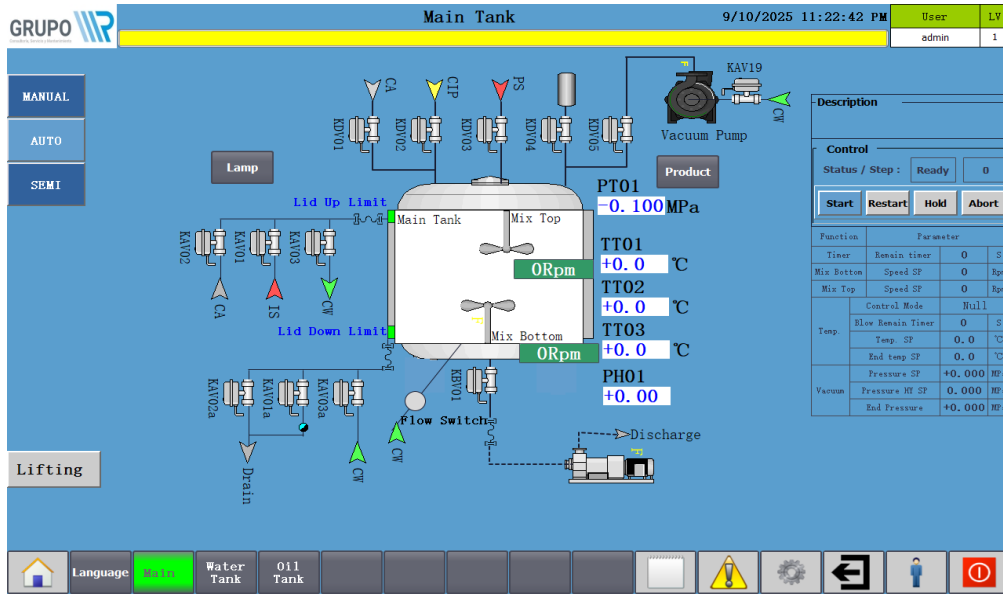 GRUPO
Main Tank
9/10/2025 11:22:42 PM
User
LV
admin
1
MANUAL
AUTO
SEMI
Lamp
Product
CA
CIP
PS
KAV19
CW
KDV01
KDV02
KDV03
KDV04
KDV05
Vacuum Pump
Lid Up Limit
Main Tank
Mix Top
PT01
-0.100 MPa
KAV02
KAV01
KAV03
CA
IS
CW
0Rpm
TT01
+0.0 ℃
TT02
+0.0 ℃
Lid Down Limit
Mix Bottom
F
0Rpm
TT03
+0.0 ℃
PH01
+0.00
KAV02a
KAV01a
KAV03a
KBV01
Flow Switch
Drain
CW
CW
Discharge
F
F
Lifting
Description
Control
Status / Step :
Ready
0
Start
Restart
Hold
Abort
Function
Parameter
Timer
Remain timer
0
S
Mix Bottom
Speed SP
0
Rpm
Mix Top
Speed SP
0
Rpm
Temp.
Control Mode
Null
Blow Remain Timer
0
S
Temp. SP
0.0
℃
End temp SP
0.0
℃
Vacuum
Pressure SP
+0.000
MP
Pressure HY SP
0.000
MP
End Pressure
+0.000
MP
Language
Main
Water Tank
Oil Tank